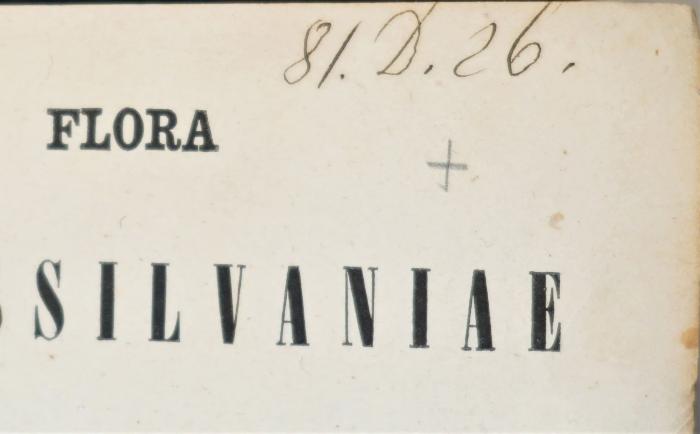 81. D. 26.
FLORA
SSILVANIAE